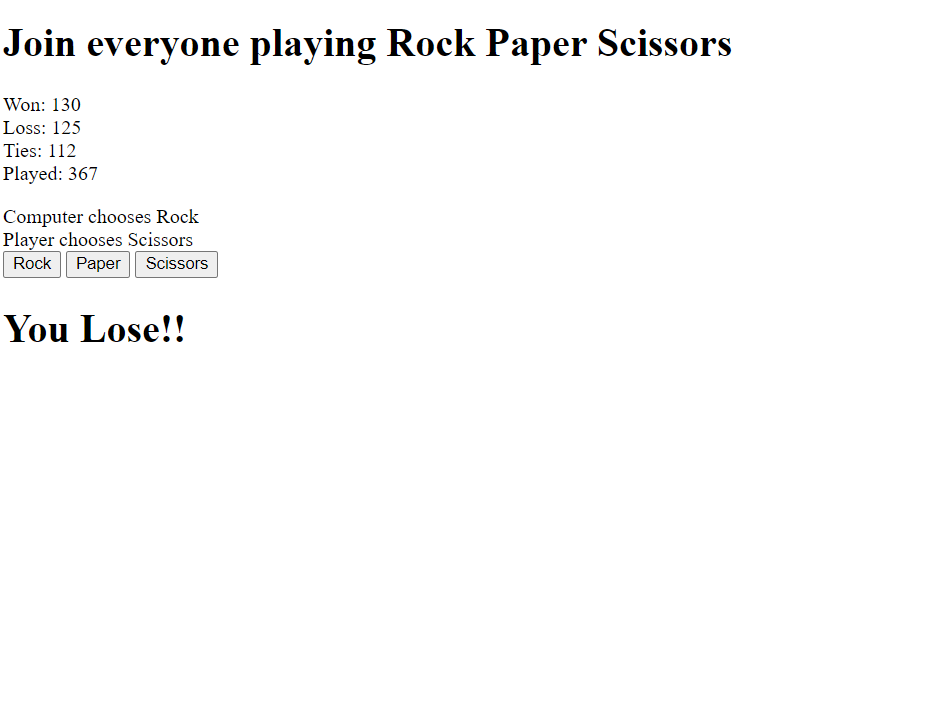 Join everyone playing Rock Paper Scissors
Won: 130
Loss: 125
Ties: 112
Played: 367
Computer chooses Rock
Player chooses Scissors
Rock Paper Scissors
You Lose!!